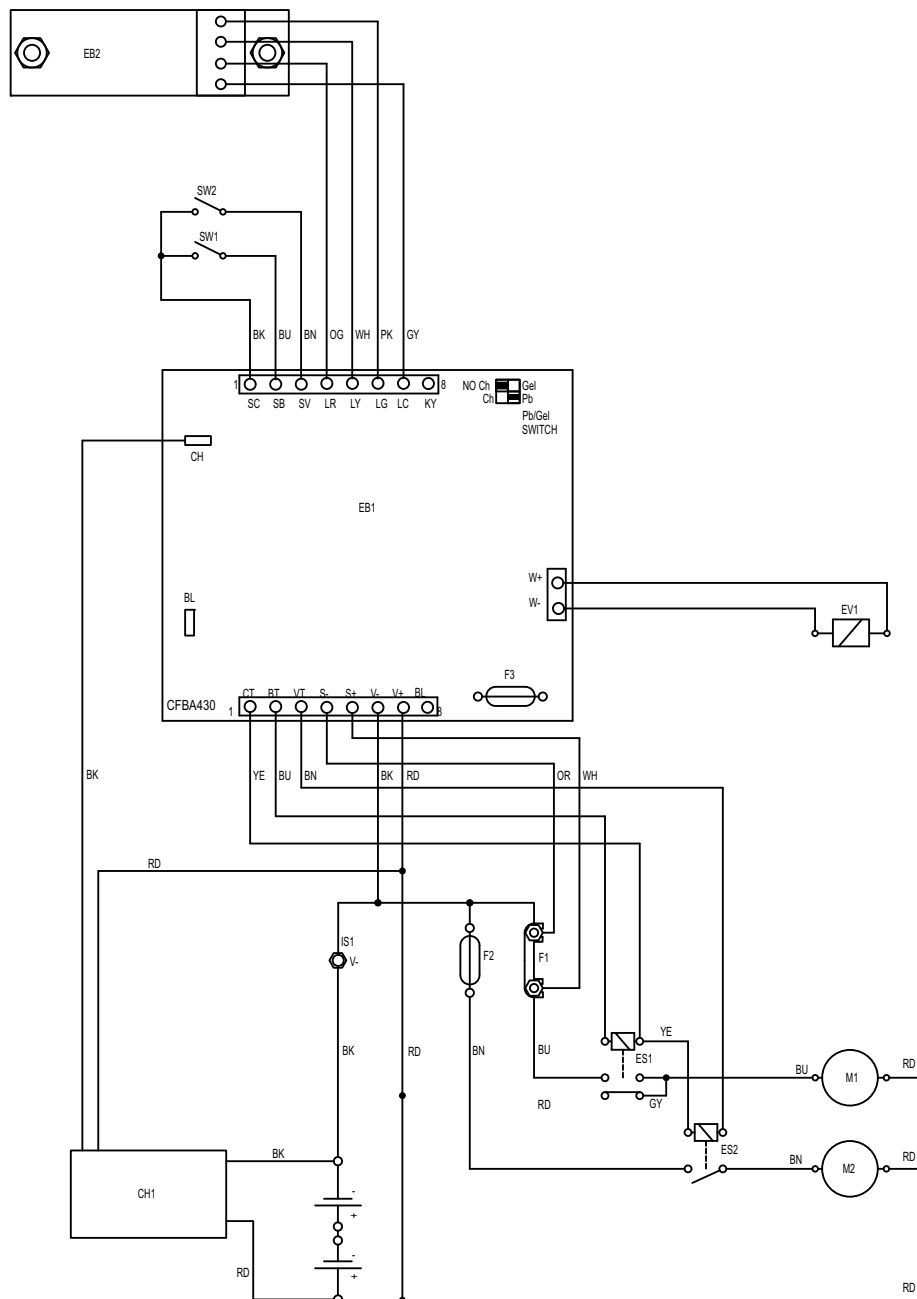 EB2
SW2
SW1
BK BU BN OG WH PK GY
1 8
SC SB SV LR LY LG LC KY
NO Ch Gel
Ch Pb
Pb/Gel
SWITCH
CH
EB1
W+
W-
EV1
BL
F3
CT BT VT S- S+ V- V+ BL
CFBA430
1 8
BK
YE BU BN BK RD OR WH
RD
IS1
V-
F2
F1
YE
BK RD BN BU
ES1
BU M1 RD
RD
GY
ES2
BK
BN M2 RD
CH1
-
+
-
+
RD
RD